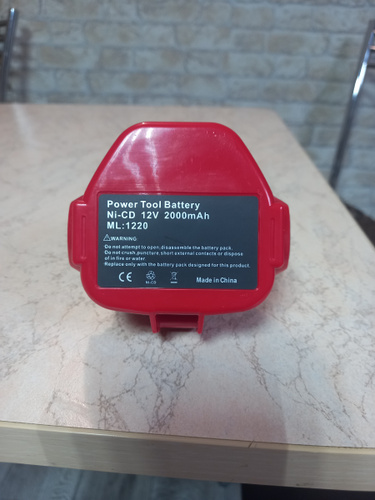 Power Tool Battery
Ni-CD 12V 2000mAh
ML:1220
WARNING:
Do not attempt to open,disassemble the battery pack.
Do not crush,puncture,short external contacts or dispose
of in fire or water.
Replace only with the battery pack designed for this product.
CE
Ni-CD
Made in China